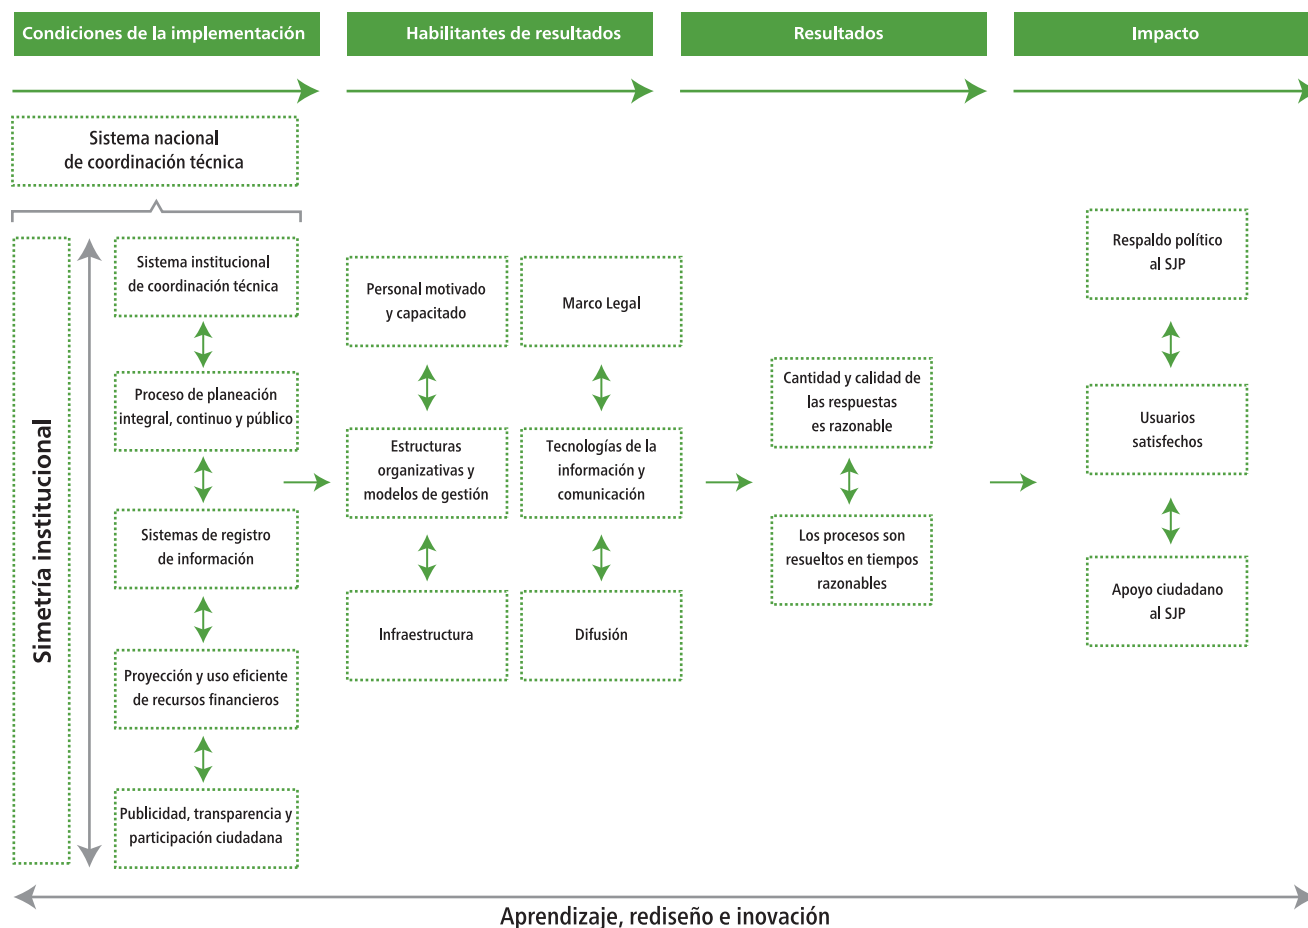 Condiciones de la implementación
Habilitantes de resultados
Resultados
Impacto
Sistema nacional
de coordinación técnica
Simetría institucional
Sistema institucional
de coordinación técnica
Proceso de planeación
integral, continuo y público
Sistemas de registro
de información
Proyección y uso eficiente
de recursos financieros
Publicidad, transparencia y
participación ciudadana
Personal motivado
y capacitado
Estructuras
organizativas y
modelos de gestión
Infraestructura
Marco Legal
Tecnologías de la
información y
comunicación
Difusión
Cantidad y calidad de
las respuestas
es razonable
Los procesos son
resueltos en tiempos
razonables
Respaldo político
al SJP
Usuarios
satisfechos
Apoyo ciudadano
al SJP
Aprendizaje, rediseño e inovación